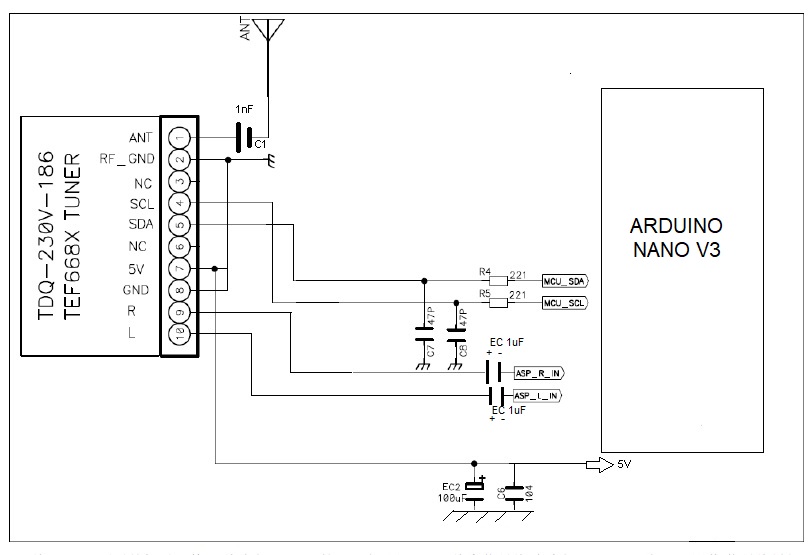 ANT
1nF
C1
TDQ-230V-186
TEF668X TUNER
ANT 1
RF_GND 2
NC 3
SCL 4
SDA 5
NC 6
5V 7
GND 8
R 9
L 10
ARDUINO
NANO V3
R4 221 MCU_SDA
R5 221 MCU_SCL
47P
C7
47P
C8
EC 1uF
+ -
ASP_R_IN
ASP_L_IN
EC 1uF
+ -
5V
EC2
100uF
+
C6
104